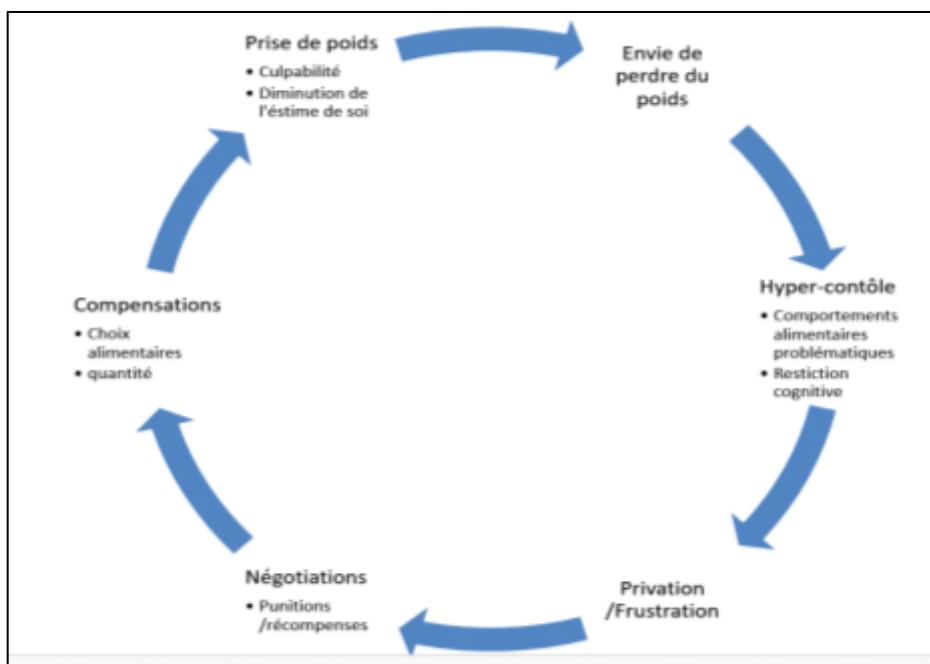 Prise de poids
• Culpabilité
• Diminution de
l'éstime de soi
Envie de
perdre du
poids
Hyper-contôle
• Comportements
alimentaires
problématiques
• Restiction
cognitive
Privation
/Frustration
Négotiations
• Punitions
/récompenses
Compensations
• Choix
alimentaires
• quantité